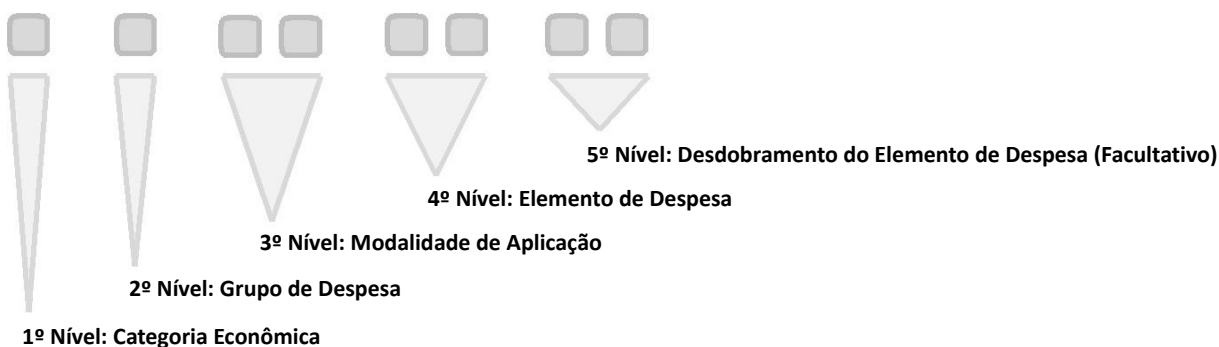 5º Nível: Desdobramento do Elemento de Despesa (Facultativo)
4º Nível: Elemento de Despesa
3º Nível: Modalidade de Aplicação
2º Nível: Grupo de Despesa
1º Nível: Categoria Econômica